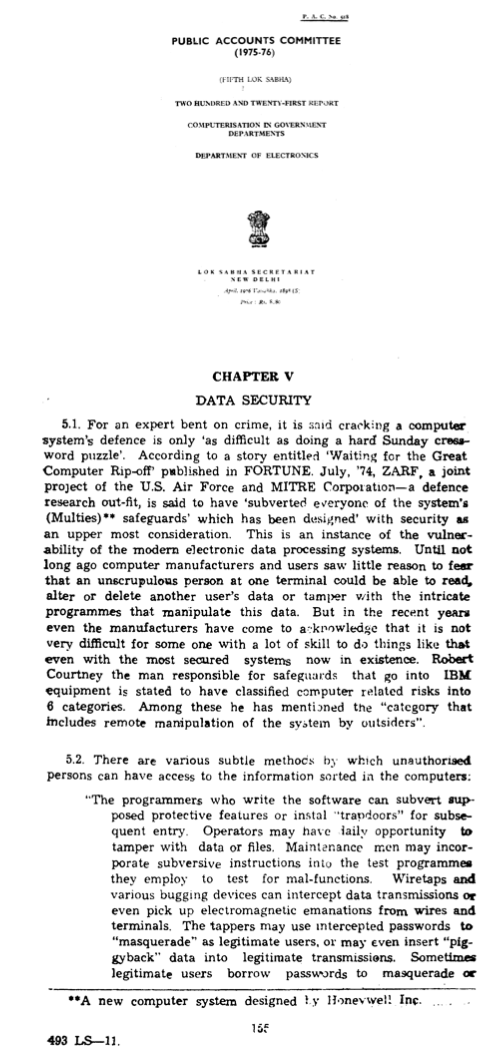 P. A. C. No. 428
PUBLIC ACCOUNTS COMMITTEE
(1975-76)
(FIFTH LOK SABHA)
TWO HUNDRED AND TWENTY-FIRST REPORT
COMPUTERISATION IN GOVERNMENT
DEPARTMENTS
DEPARTMENT OF ELECTRONICS
LOK SABHA SECRETARIAT
NEW DELHI
April, 1976
Price : Rs.
CHAPTER V
DATA SECURITY
5.1. For an expert bent on crime, it is said cracking a computer
system's defence is only 'as difficult as doing a hard Sunday cross-
word puzzle'. According to a story entitled 'Waiting for the Great
Computer Rip-off' published in FORTUNE. July, '74, ZARF, a joint
project of the U.S. Air Force and MITRE Corporation—a defence
research out-fit, is said to have 'subverted everyone of the system's
(Multies)** safeguards' which has been designed' with security as
an upper most consideration. This is an instance of the vulner-
ability of the modern electronic data processing systems. Until not
long ago computer manufacturers and users saw little reason to fear
that an unscrupulous person at one terminal could be able to read,
alter or delete another user's data or tamper with the intricate
programmes that manipulate this data. But in the recent years
even the manufacturers have come to acknowledge that it is not
very difficult for some one with a lot of skill to do things like that
even with the most secured systems now in existence. Robert
Courtney the man responsible for safeguards that go into IBM
equipment is stated to have classified computer related risks into
6 categories. Among these he has mentioned the "category that
includes remote manipulation of the system by outsiders".
5.2. There are various subtle methods by which unauthorised
persons can have access to the information sorted in the computers:
"The programmers who write the software can subvert sup-
posed protective features or instal "trapdoors" for subse-
quent entry. Operators may have daily opportunity to
tamper with data or files. Maintenance men may incor-
porate subversive instructions into the test programmes
they employ to test for mal-functions. Wiretaps and
various bugging devices can intercept data transmissions or
even pick up electromagnetic emanations from wires and
terminals. The tappers may use intercepted passwords to
"masquerade" as legitimate users, or may even insert "pig-
gyback" data into legitimate transmissions. Sometimes
legitimate users borrow passwords to masquerade or
**A new computer system designed by Honeywell Inc.
155
493 LS—11.